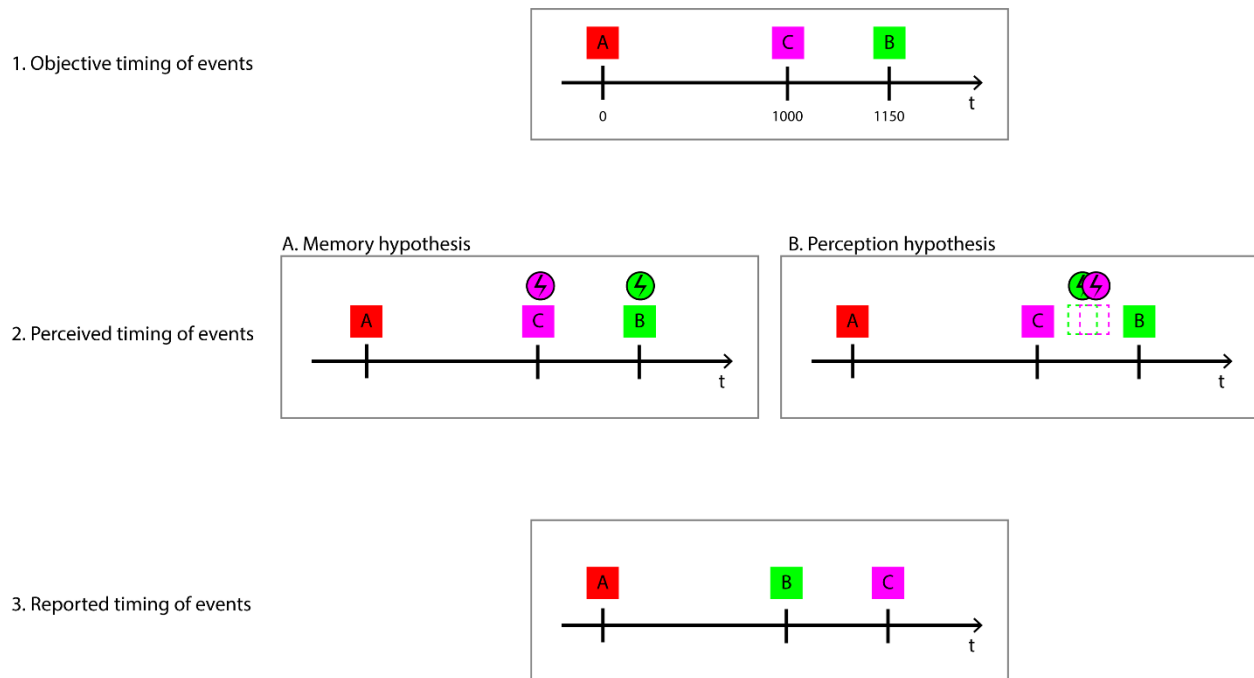 1. Objective timing of events
A
C
B
t
0
1000
1150
A. Memory hypothesis
B. Perception hypothesis
2. Perceived timing of events
A
C
B
t
A
C
B
t
3. Reported timing of events
A
B
C
t